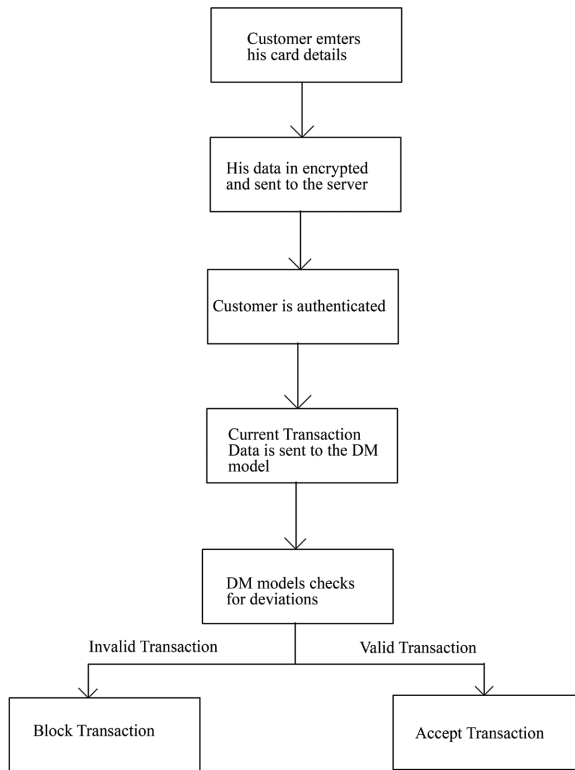 Customer emters
his card details
His data in encrypted
and sent to the server
Customer is authenticated
Current Transaction
Data is sent to the DM
model
DM models checks
for deviations
Invalid Transaction
Valid Transaction
Block Transaction
Accept Transaction